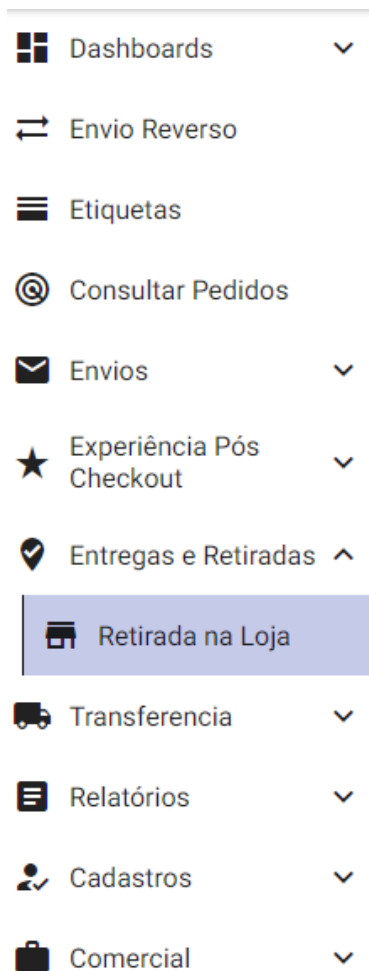 Dashboards
Envio Reverso
Etiquetas
Consultar Pedidos
Envios
Experiência Pós
Checkout
Entregas e Retiradas
Retirada na Loja
Transferencia
Relatórios
Cadastros
Comercial